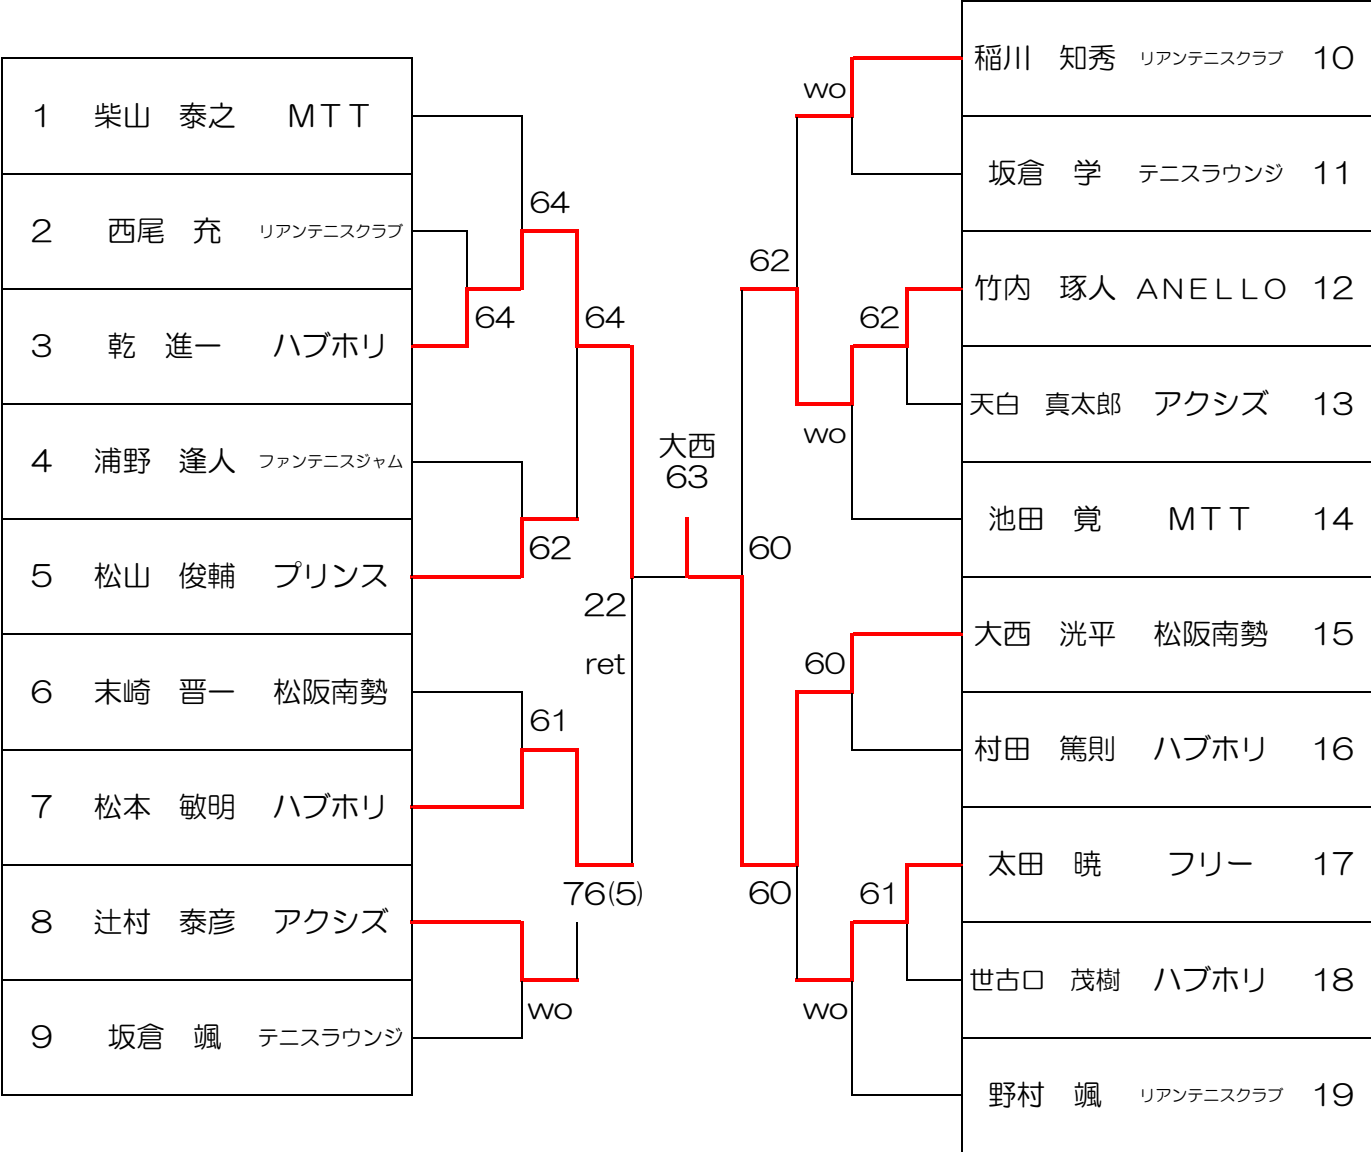 1 柴山 泰之 ＭＴＴ
2 西尾 充 リアンテニスクラブ
3 乾 進一 ハブホリ
4 浦野 逢人 ファンテニスジャム
5 松山 俊輔 プリンス
6 末崎 晋一 松阪南勢
7 松本 敏明 ハブホリ
8 辻村 泰彦 アクシズ
9 坂倉 颯 テニスラウンジ
64
64
64
62
22
ret
61
76(5)
wo
大西
63
wo
62
62
wo
60
60
60
61
wo
稲川 知秀 リアンテニスクラブ 10
坂倉 学 テニスラウンジ 11
竹内 琢人 ＡＮＥＬＬＯ 12
天白 真太郎 アクシズ 13
池田 覚 ＭＴＴ 14
大西 洸平 松阪南勢 15
村田 篤則 ハブホリ 16
太田 暁 フリー 17
世古口 茂樹 ハブホリ 18
野村 颯 リアンテニスクラブ 19